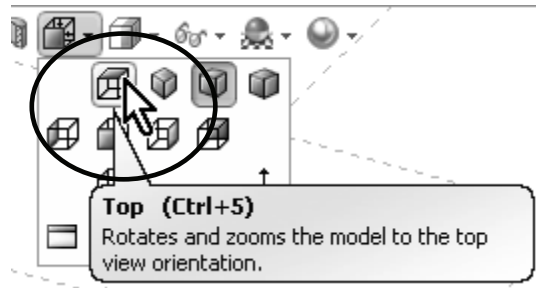 Top (Ctrl+5)
Rotates and zooms the model to the top
view orientation.